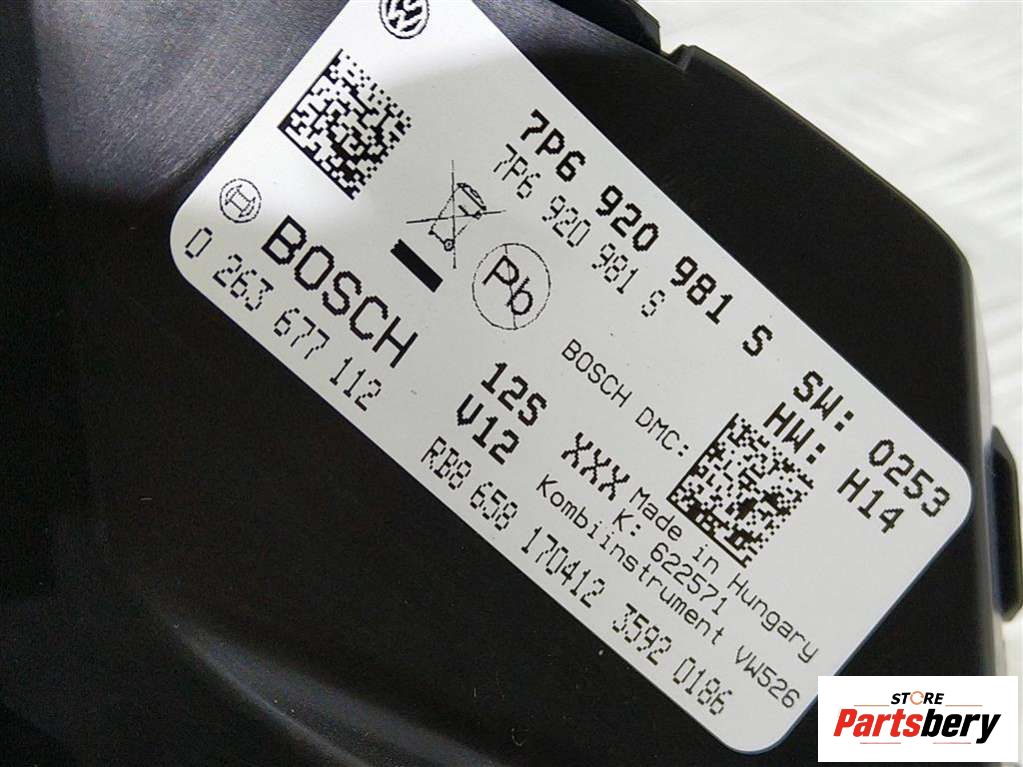 7P6 920 981 S SW: 0253
7P6 920 981 S HW: H14
Pb
BOSCH DMC:
BOSCH
0 263 677 112
12S XXX
V12
Made in Hungary
K: 622571
Kombiinstrument VW526
RB8 658 170412 3592 0186
STORE
Partsbery